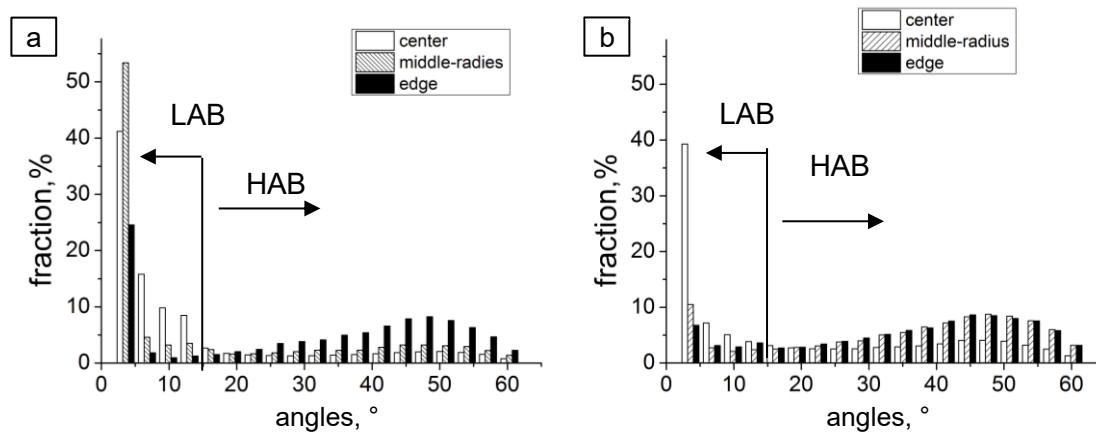 a
center
middle-radies
edge
LAB
HAB
fraction,%
50
40
30
20
10
0
0 10 20 30 40 50 60
angles, °
b
center
middle-radius
edge
LAB
HAB
fraction,%
50
40
30
20
10
0
0 10 20 30 40 50 60
angles, °